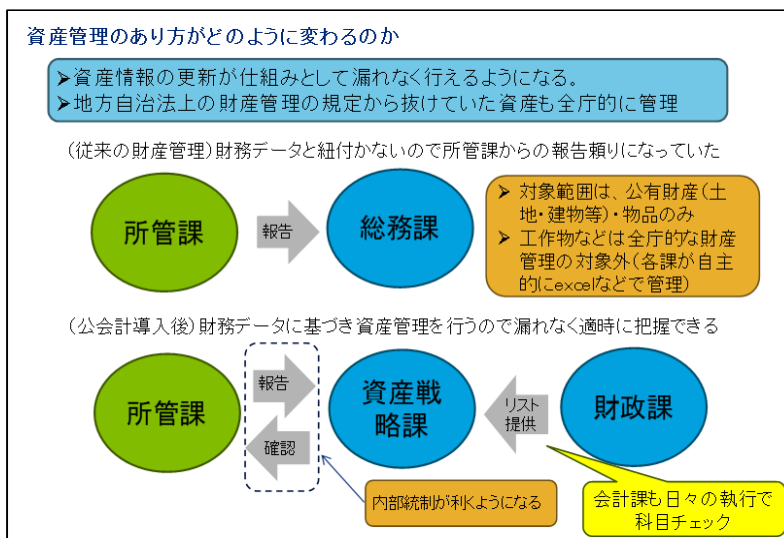 資産管理のあり方がどのように変わるのか
➢資産情報の更新が仕組みとして漏れなく行えるようになる。
➢地方自治法上の財産管理の規定から抜けていた資産も全庁的に管理
(従来の財産管理)財務データと紐付かないので所管課からの報告頼りになっていた
所管課
報告
総務課
➢ 対象範囲は、公有財産(土
地・建物等)・物品のみ
➢ 工作物などは全庁的な財産
管理の対象外(各課が自主
的にexcelなどで管理)
(公会計導入後)財務データに基づき資産管理を行うので漏れなく適時に把握できる
所管課
報告
確認
資産戦
略課
リスト
提供
財政課
内部統制が利くようになる
会計課も日々の執行で
科目チェック